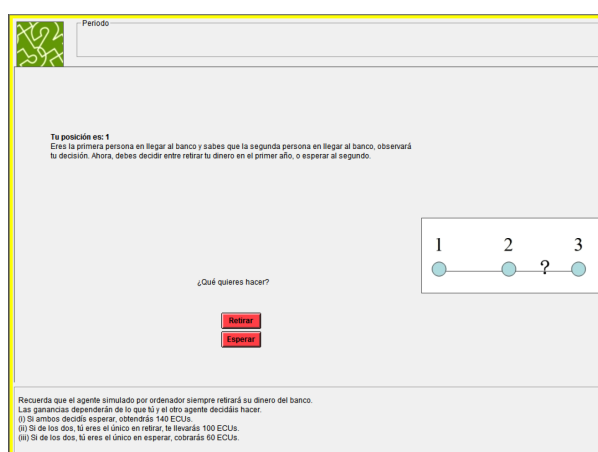 Periodo
Tu posición es: 1
Eres la primera persona en llegar al banco y sabes que la segunda persona en llegar al banco, observará
tu decisión. Ahora, debes decidir entre retirar tu dinero en el primer año, o esperar al segundo.
1 2 3
?
¿Qué quieres hacer?
Retirar
Esperar
Recuerda que el agente simulado por ordenador siempre retirará su dinero del banco.
Las ganancias dependerán de lo que tú y el otro agente decidáis hacer.
(i) Si ambos decidís esperar, obtendrás 140 ECUs.
(ii) Si de los dos, tú eres el único en retirar, te llevarás 100 ECUs.
(iii) Si de los dos, tú eres el único en esperar, cobrarás 60 ECUs.